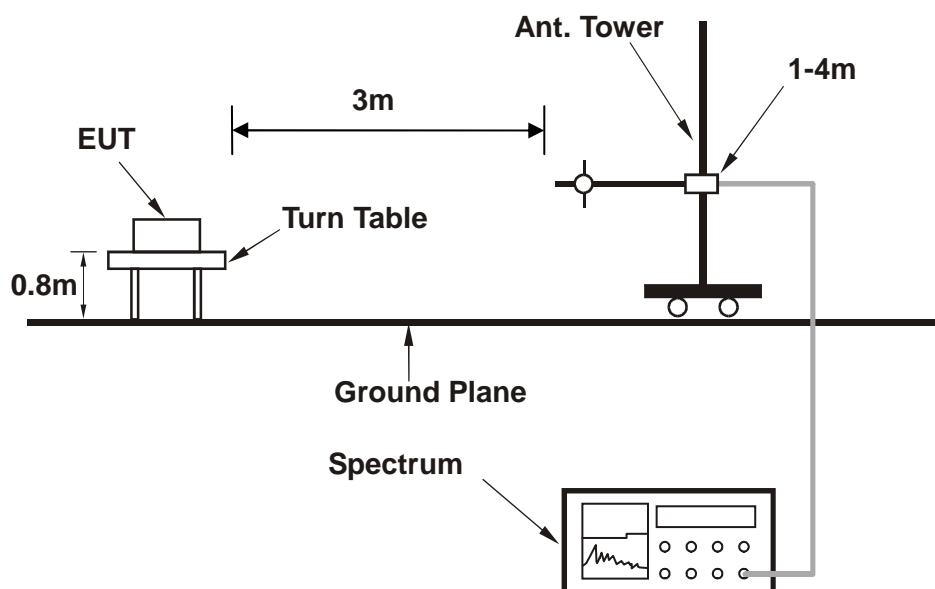 Ant. Tower
1-4m
3m
EUT
Turn Table
0.8m
Ground Plane
Spectrum